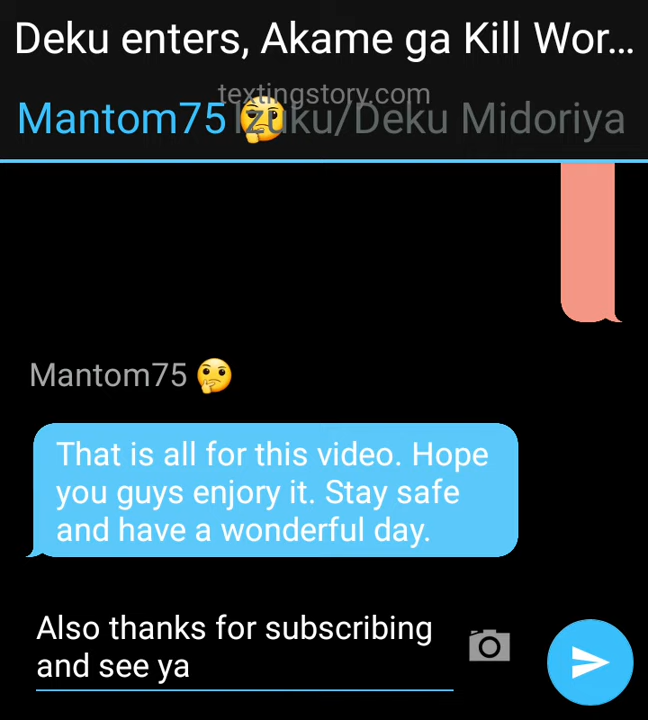 Deku enters, Akame ga Kill Wor...
textingstory.com
Mantom75 🤔 Izuku/Deku Midoriya
Mantom75 🤔
That is all for this video. Hope
you guys enjory it. Stay safe
and have a wonderful day.
Also thanks for subscribing
and see ya